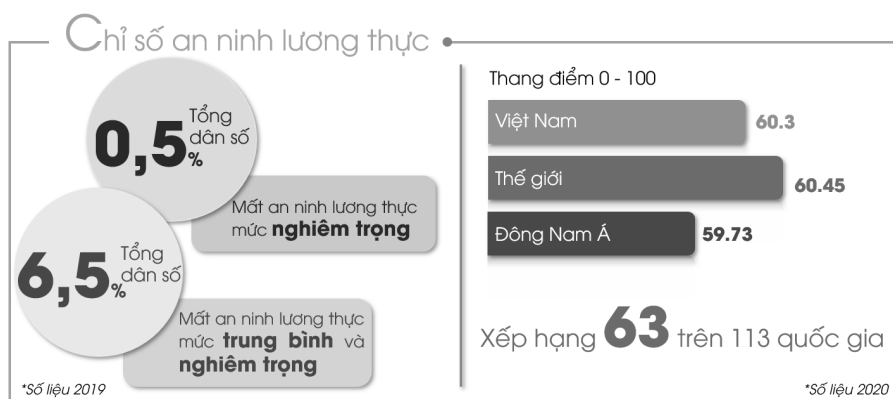 Chỉ số an ninh lương thực
0,5% Tổng
dân số
Mất an ninh lương thực
mức nghiêm trọng
6,5% Tổng
dân số
Mất an ninh lương thực
mức trung bình và
nghiêm trọng
*Số liệu 2019
Thang điểm 0 - 100
Việt Nam 60.3
Thế giới 60.45
Đông Nam Á 59.73
Xếp hạng 63 trên 113 quốc gia
*Số liệu 2020